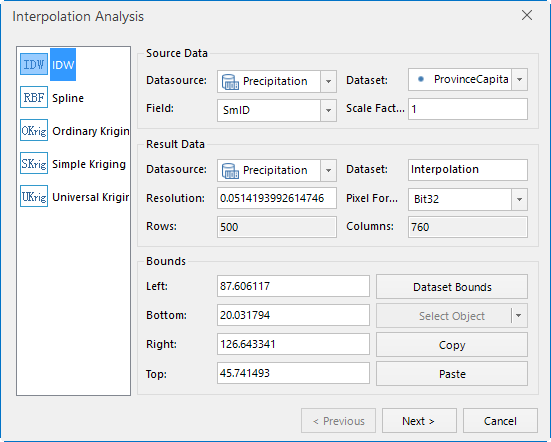 Interpolation Analysis
IDW IDW
RBF Spline
OKrig Ordinary Krigin
SKrig Simple Kriging
UKrig Universal Krigin
Source Data
Datasource: Precipitation Dataset: ProvinceCapita
Field: SmID Scale Fact... 1
Result Data
Datasource: Precipitation Dataset: Interpolation
Resolution: 0.0514193992614746 Pixel For... Bit32
Rows: 500 Columns: 760
Bounds
Left: 87.606117 Dataset Bounds
Bottom: 20.031794 Select Object
Right: 126.643341 Copy
Top: 45.741493 Paste
< Previous Next > Cancel